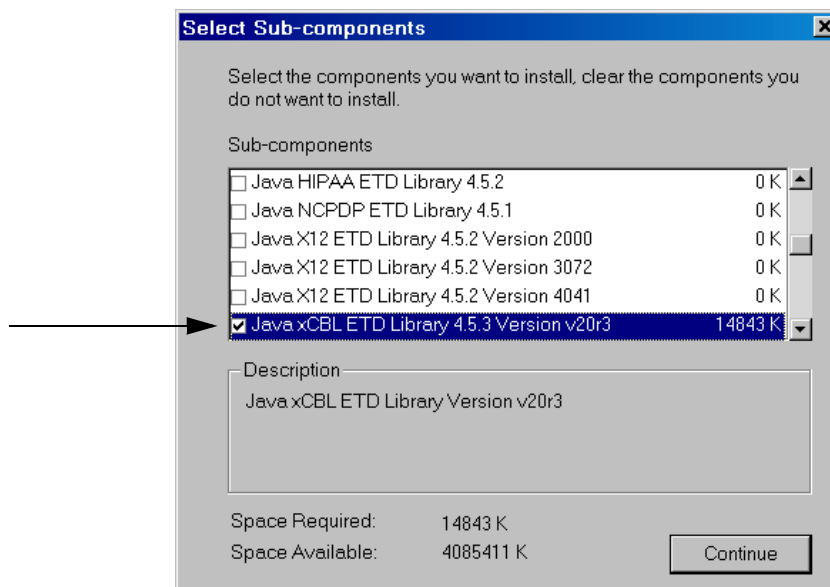 Select Sub-components
Select the components you want to install, clear the components you
do not want to install.
Sub-components
Java HIPAA ETD Library 4.5.2 0 K
Java NCPDP ETD Library 4.5.1 0 K
Java X12 ETD Library 4.5.2 Version 2000 0 K
Java X12 ETD Library 4.5.2 Version 3072 0 K
Java X12 ETD Library 4.5.2 Version 4041 0 K
Java xCBL ETD Library 4.5.3 Version v20r3 14843 K
Description
Java xCBL ETD Library Version v20r3
Space Required: 14843 K
Space Available: 4085411 K
Continue